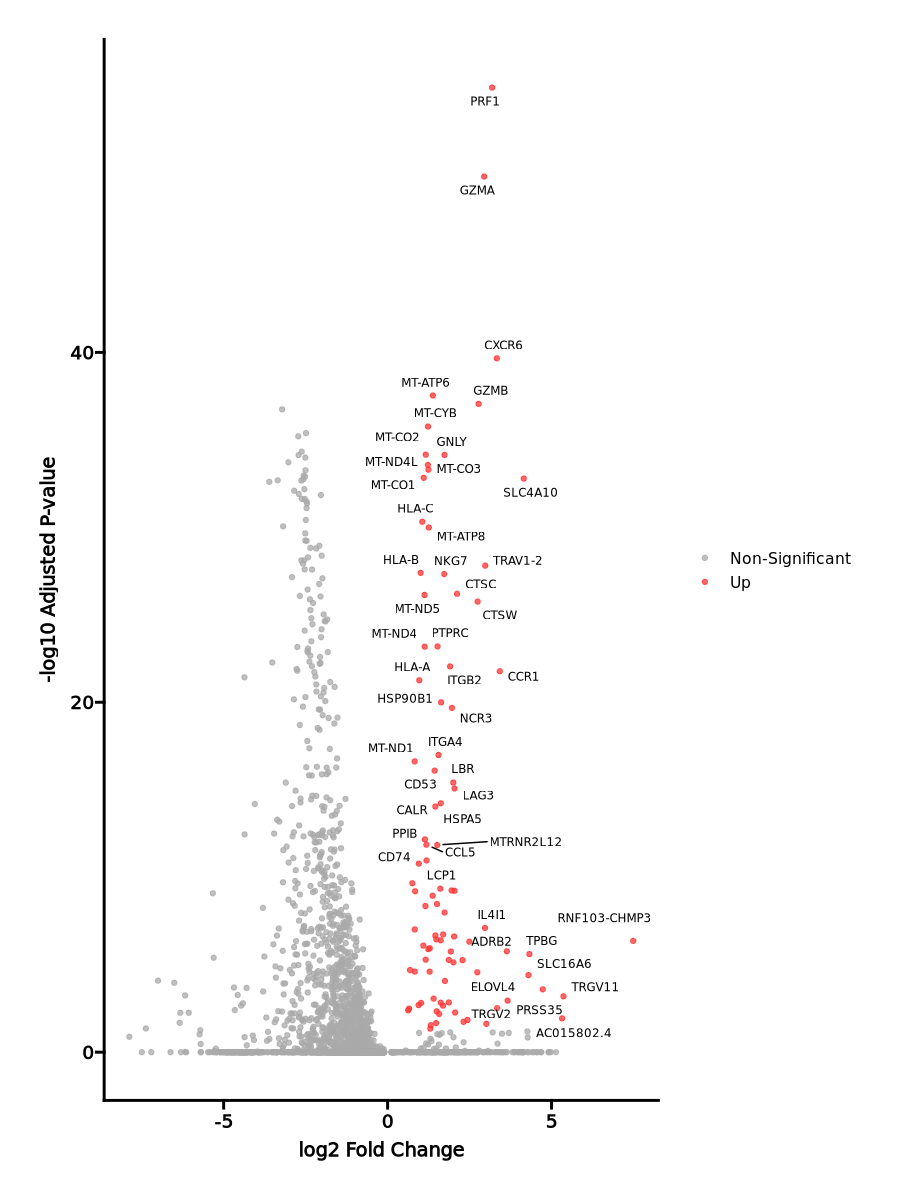 PRF1
GZMA
CXCR6
40
MT-ATP6
GZMB
MT-CYB
MT-CO2
GNLY
MT-ND4L
MT-CO3
MT-CO1
SLC4A10
HLA-C
MT-ATP8
HLA-B
NKG7
TRAV1-2
Non-Significant
Up
CTSC
MT-ND5
CTSW
MT-ND4
PTPRC
HLA-A
ITGB2
CCR1
HSP90B1
20
NCR3
ITGA4
MT-ND1
LBR
CD53
LAG3
CALR
HSPA5
PPIB
MTRNR2L12
CCL5
CD74
LCP1
IL4I1
RNF103-CHMP3
ADRB2
TPBG
SLC16A6
ELOVL4
TRGV11
PRSS35
TRGV2
AC015802.4
0
-5
0
5
log2 Fold Change
-log10 Adjusted P-value